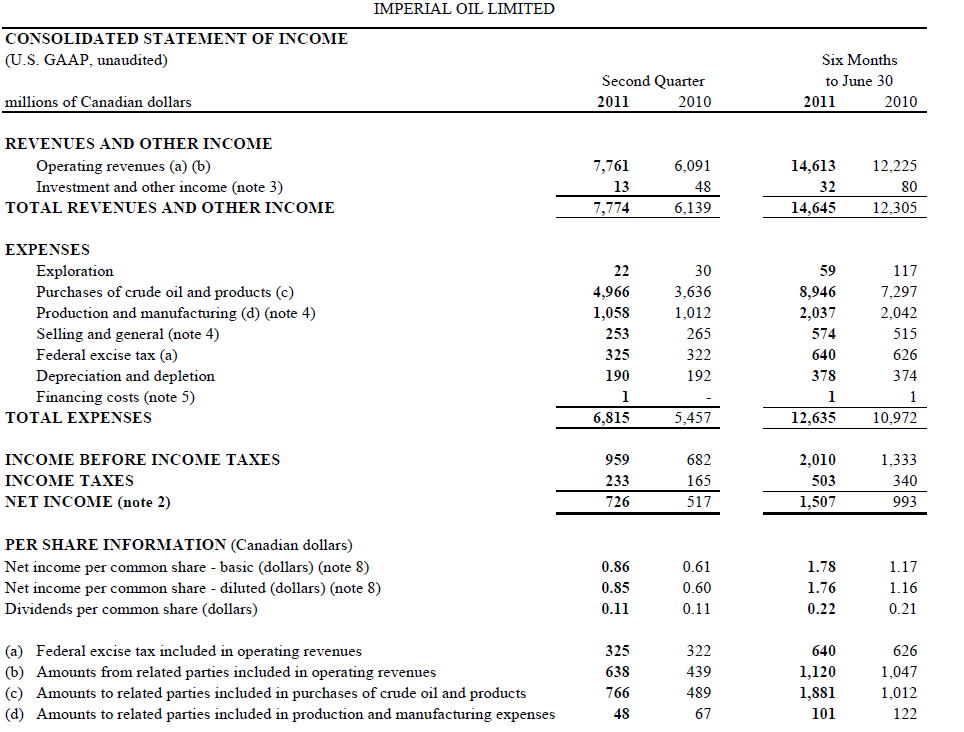 IMPERIAL OIL LIMITED
CONSOLIDATED STATEMENT OF INCOME
(U.S. GAAP, unaudited) Six Months
Second Quarter to June 30
millions of Canadian dollars 2011 2010 2011 2010
REVENUES AND OTHER INCOME
Operating revenues (a) (b) 7,761 6,091 14,613 12,225
Investment and other income (note 3) 13 48 32 80
TOTAL REVENUES AND OTHER INCOME 7,774 6,139 14,645 12,305
EXPENSES
Exploration 22 30 59 117
Purchases of crude oil and products (c) 4,966 3,636 8,946 7,297
Production and manufacturing (d) (note 4) 1,058 1,012 2,037 2,042
Selling and general (note 4) 253 265 574 515
Federal excise tax (a) 325 322 640 626
Depreciation and depletion 190 192 378 374
Financing costs (note 5) 1 - 1 1
TOTAL EXPENSES 6,815 5,457 12,635 10,972
INCOME BEFORE INCOME TAXES 959 682 2,010 1,333
INCOME TAXES 233 165 503 340
NET INCOME (note 2) 726 517 1,507 993
PER SHARE INFORMATION (Canadian dollars)
Net income per common share - basic (dollars) (note 8) 0.86 0.61 1.78 1.17
Net income per common share - diluted (dollars) (note 8) 0.85 0.60 1.76 1.16
Dividends per common share (dollars) 0.11 0.11 0.22 0.21
(a) Federal excise tax included in operating revenues 325 322 640 626
(b) Amounts from related parties included in operating revenues 638 439 1,120 1,047
(c) Amounts to related parties included in purchases of crude oil and products 766 489 1,881 1,012
(d) Amounts to related parties included in production and manufacturing expenses 48 67 101 122